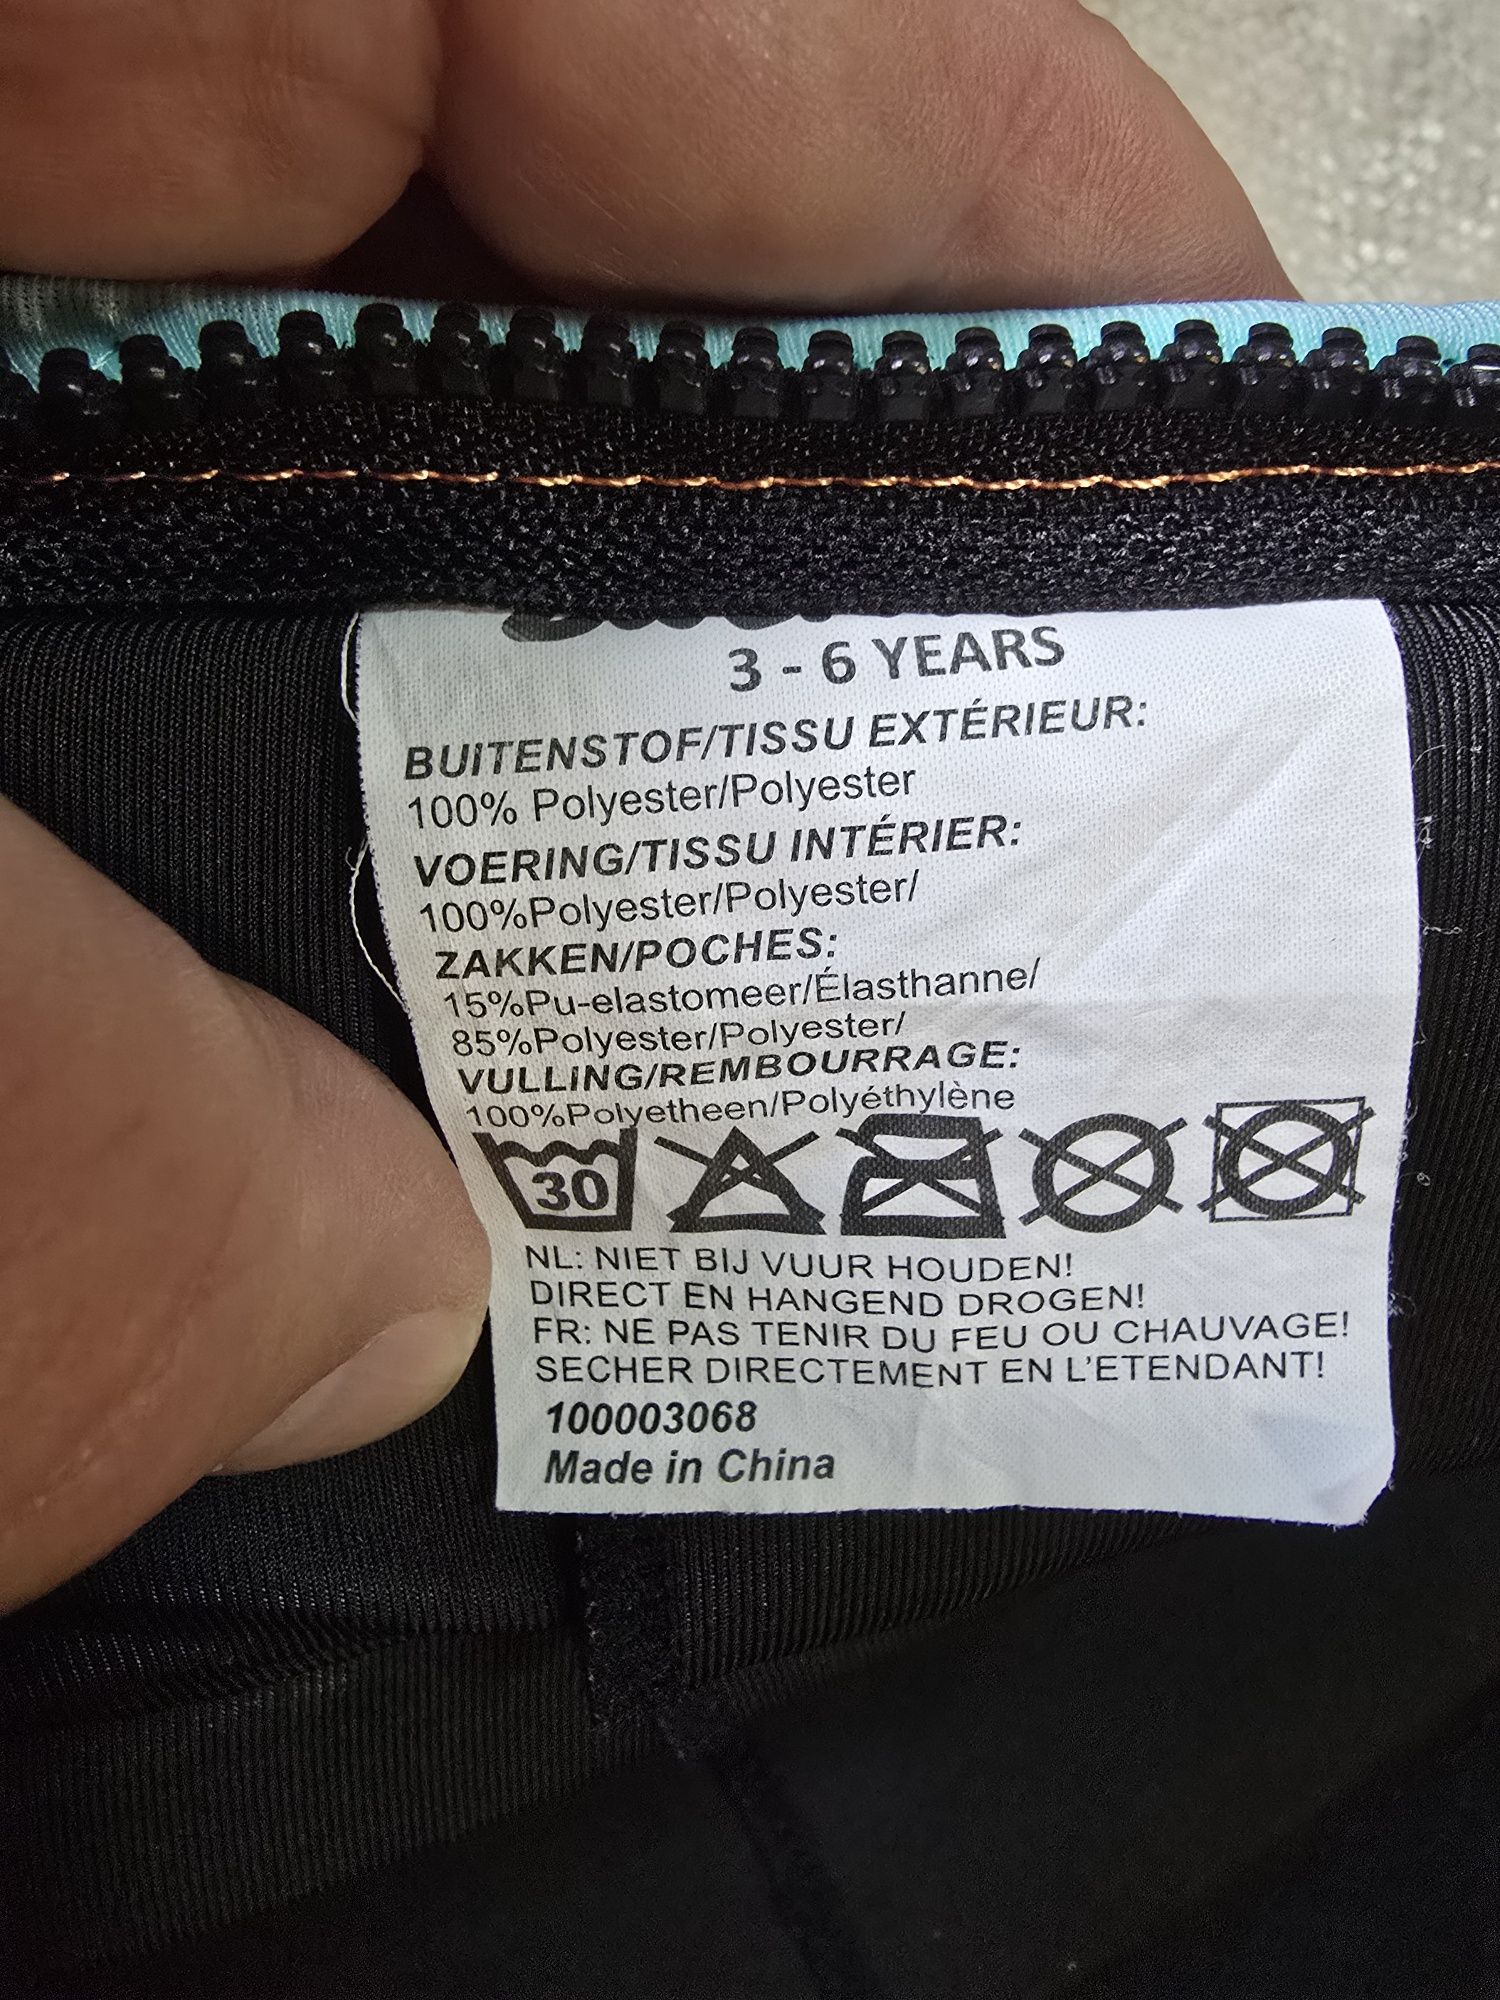 3 - 6 YEARS
BUITENSTOF/TISSU EXTÉRIEUR:
100% Polyester/Polyester
VOERING/TISSU INTÉRIER:
100%Polyester/Polyester/
ZAKKEN/POCHES:
15%Pu-elastomeer/Élasthanne/
85%Polyester/Polyester/
VULLING/REMBOURRAGE:
100%Polyetheen/Polyéthylène
30
NL: NIET BIJ VUUR HOUDEN!
DIRECT EN HANGEND DROGEN!
FR: NE PAS TENIR DU FEU OU CHAUVAGE!
SECHER DIRECTEMENT EN L'ETENDANT!
100003068
Made in China